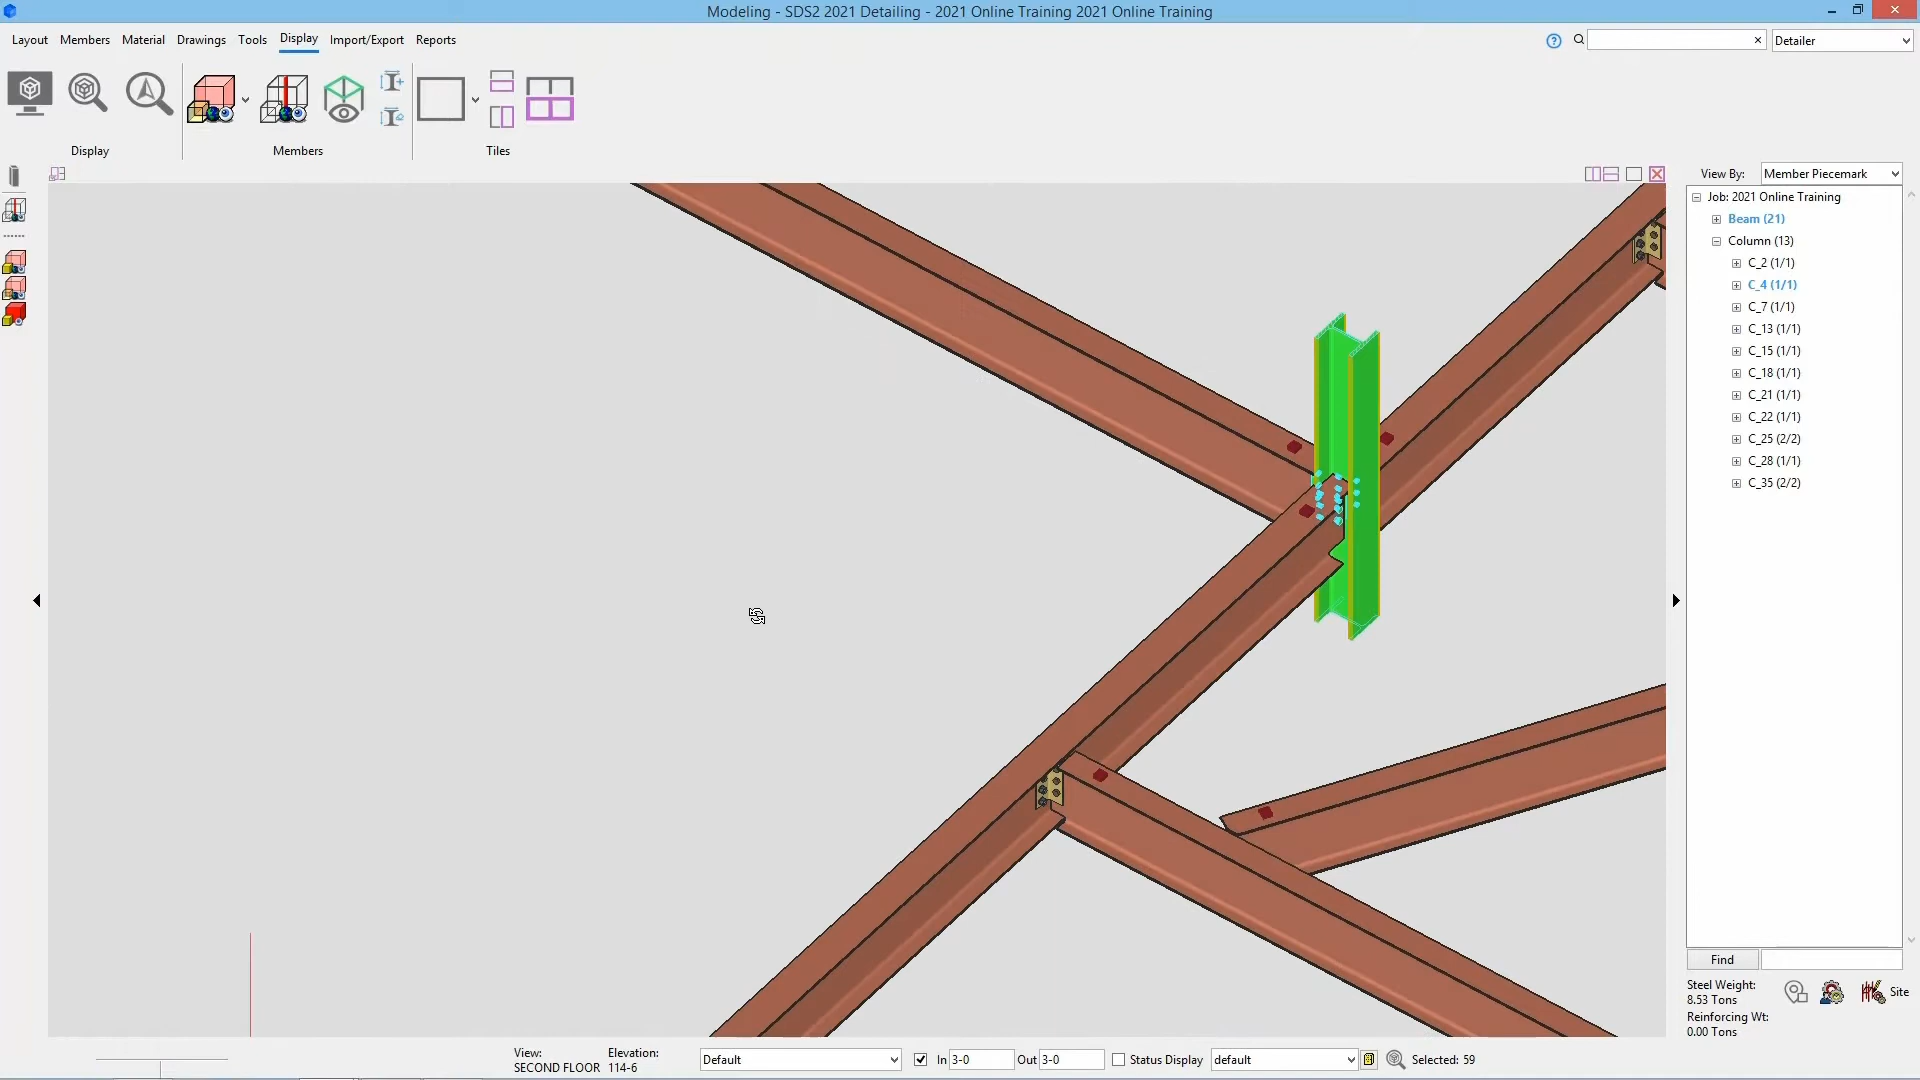 Modeling - SDS2 2021 Detailing - 2021 Online Training 2021 Online Training
Layout Members Material Drawings Tools Display Import/Export Reports
Detailer
Display Members Tiles
View By: Member Piecemark
Job: 2021 Online Training
Beam (21)
Column (13)
C_2 (1/1)
C_4 (1/1)
C_7 (1/1)
C_13 (1/1)
C_15 (1/1)
C_18 (1/1)
C_21 (1/1)
C_22 (1/1)
C_25 (2/2)
C_28 (1/1)
C_35 (2/2)
Find
Steel Weight:
8.53 Tons
Site
Reinforcing Wt:
0.00 Tons
View: Elevation:
SECOND FLOOR 114-6
Default In 3-0 Out 3-0 Status Display default Selected: 59